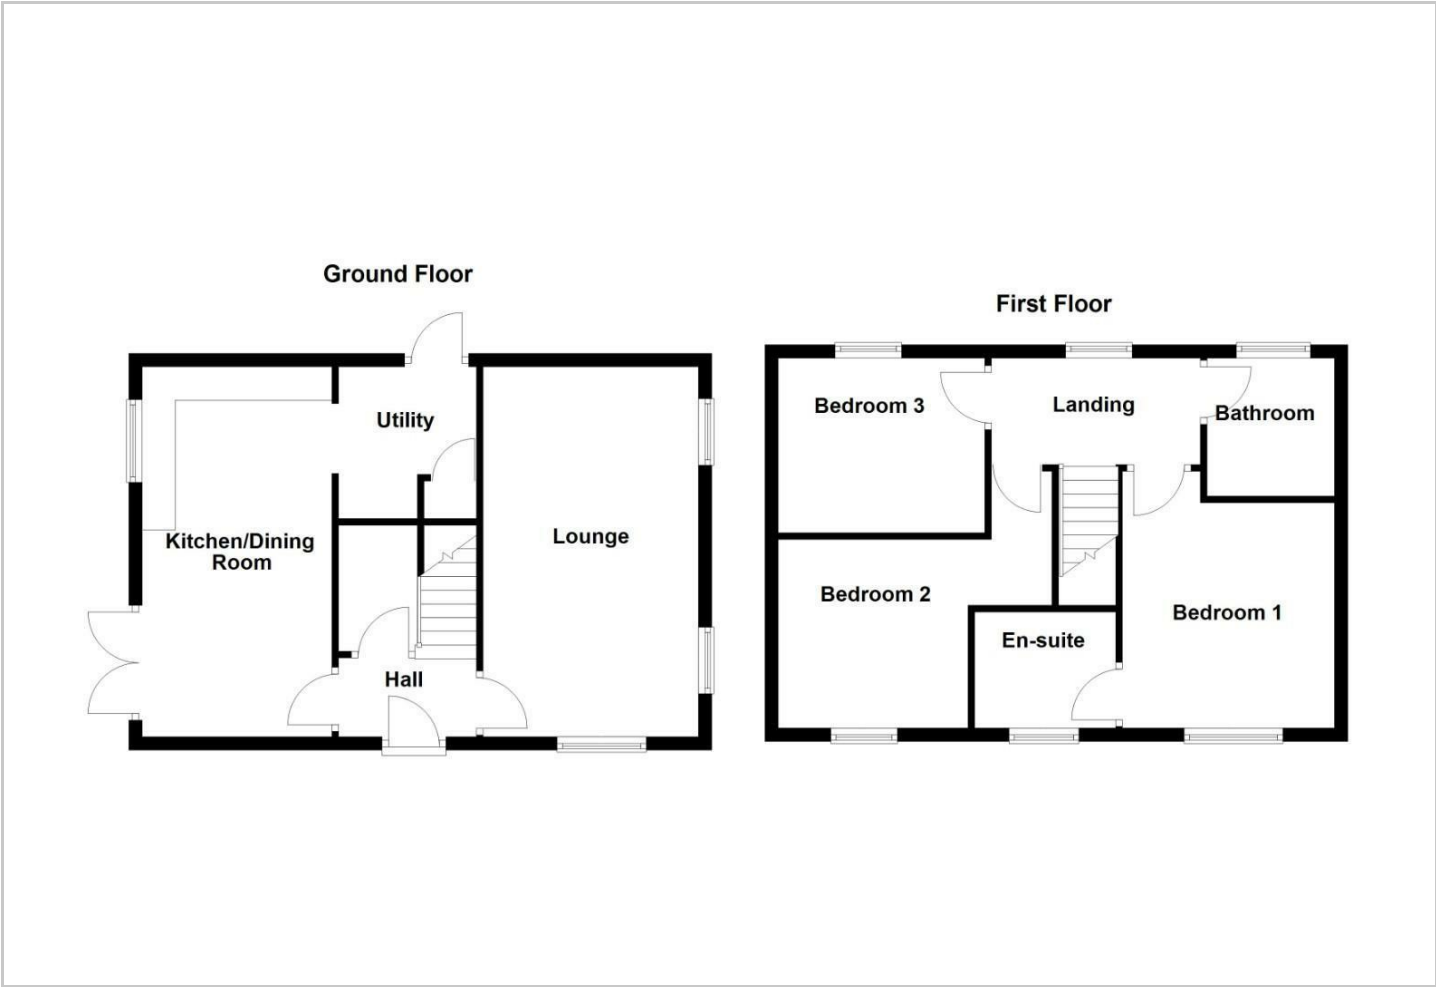 Ground Floor
Utility
Kitchen/Dining
Room
Lounge
Hall
First Floor
Bedroom 3
Landing
Bathroom
Bedroom 2
Bedroom 1
En-suite